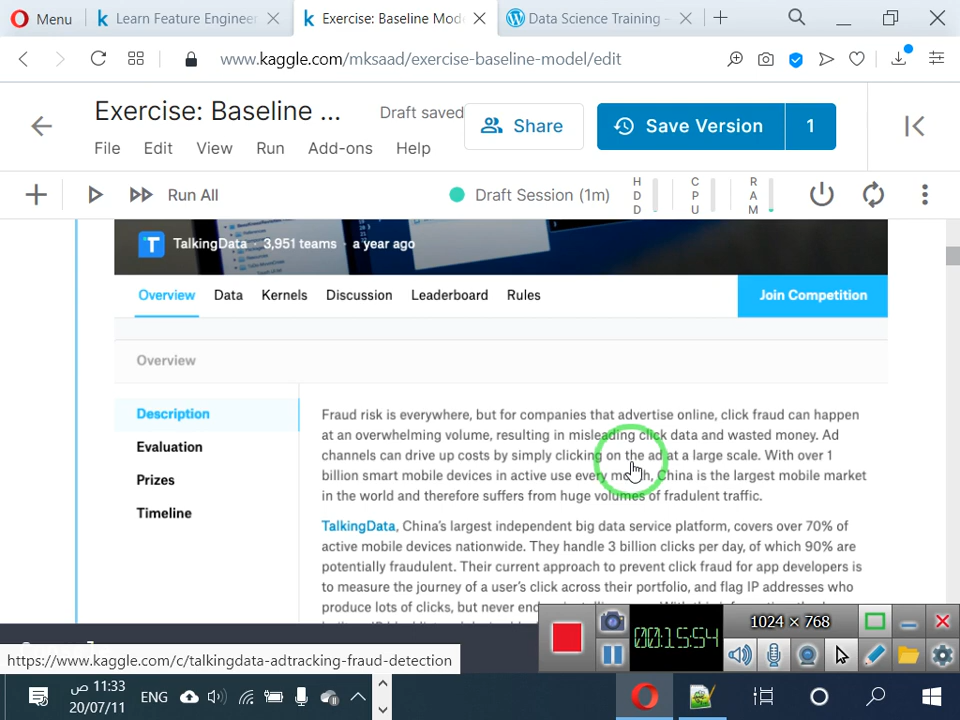 Menu
Learn Feature Engineer
Exercise: Baseline Mod
Data Science Training –
www.kaggle.com/mksaad/exercise-baseline-model/edit
Exercise: Baseline ...
Draft saved
Share
Save Version
1
File
Edit
View
Run
Add-ons
Help
Run All
Draft Session (1m)
HDD
CPU
RAM
TalkingData · 3,951 teams · a year ago
Overview
Data
Kernels
Discussion
Leaderboard
Rules
Join Competition
Overview
Description
Evaluation
Prizes
Timeline
Fraud risk is everywhere, but for companies that advertise online, click fraud can happen
at an overwhelming volume, resulting in misleading click data and wasted money. Ad
channels can drive up costs by simply clicking on the ad at a large scale. With over 1
billion smart mobile devices in active use every month, China is the largest mobile market
in the world and therefore suffers from huge volumes of fradulent traffic.
TalkingData, China's largest independent big data service platform, covers over 70% of
active mobile devices nationwide. They handle 3 billion clicks per day, of which 90% are
potentially fraudulent. Their current approach to prevent click fraud for app developers is
to measure the journey of a user's click across their portfolio, and flag IP addresses who
produce lots of clicks, but never end
https://www.kaggle.com/c/talkingdata-adtracking-fraud-detection
00:15:54
1024 × 768
11:33 ص
20/07/11
ENG